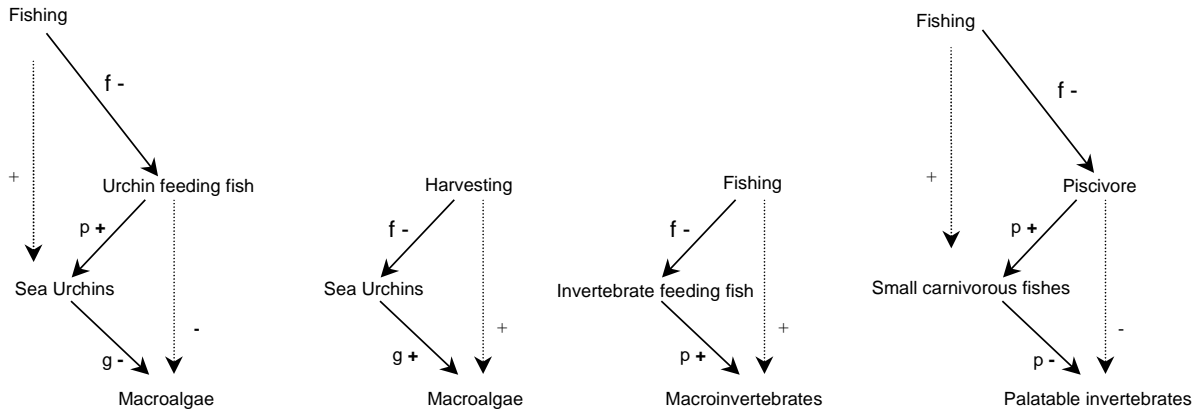 Fishing
f -
+
Urchin feeding fish
p +
Sea Urchins
-
g -
Macroalgae
Harvesting
f -
Sea Urchins
+
g +
Macroalgae
Fishing
f -
Invertebrate feeding fish
+
p +
Macroinvertebrates
Fishing
f -
+
Piscivore
p +
Small carnivorous fishes
-
p -
Palatable invertebrates